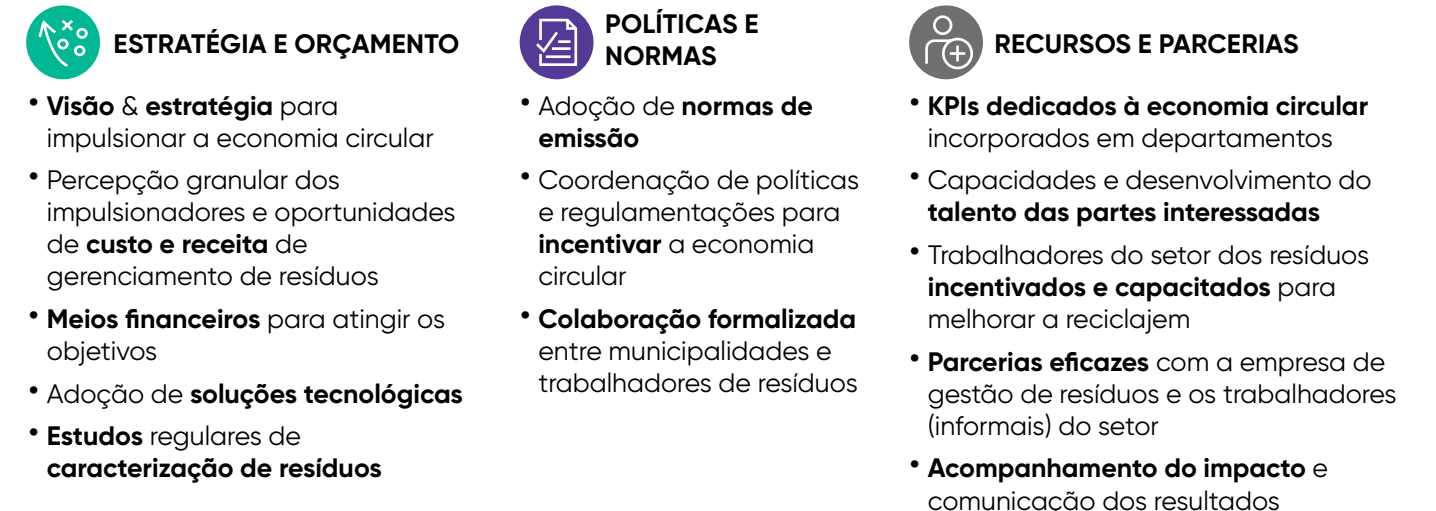 ESTRATÉGIA E ORÇAMENTO
• Visão & estratégia para
impulsionar a economia circular
• Percepção granular dos
impulsionadores e oportunidades
de custo e receita de
gerenciamento de resíduos
• Meios financeiros para atingir os
objetivos
• Adoção de soluções tecnológicas
• Estudos regulares de
caracterização de resíduos
POLÍTICAS E
NORMAS
• Adoção de normas de
emissão
• Coordenação de políticas
e regulamentações para
incentivar a economia
circular
• Colaboração formalizada
entre municipalidades e
trabalhadores de resíduos
RECURSOS E PARCERIAS
• KPIs dedicados à economia circular
incorporados em departamentos
• Capacidades e desenvolvimento do
talento das partes interessadas
• Trabalhadores do setor dos resíduos
incentivados e capacitados para
melhorar a reciclajem
• Parcerias eficazes com a empresa de
gestão de resíduos e os trabalhadores
(informais) do setor
• Acompanhamento do impacto e
comunicação dos resultados